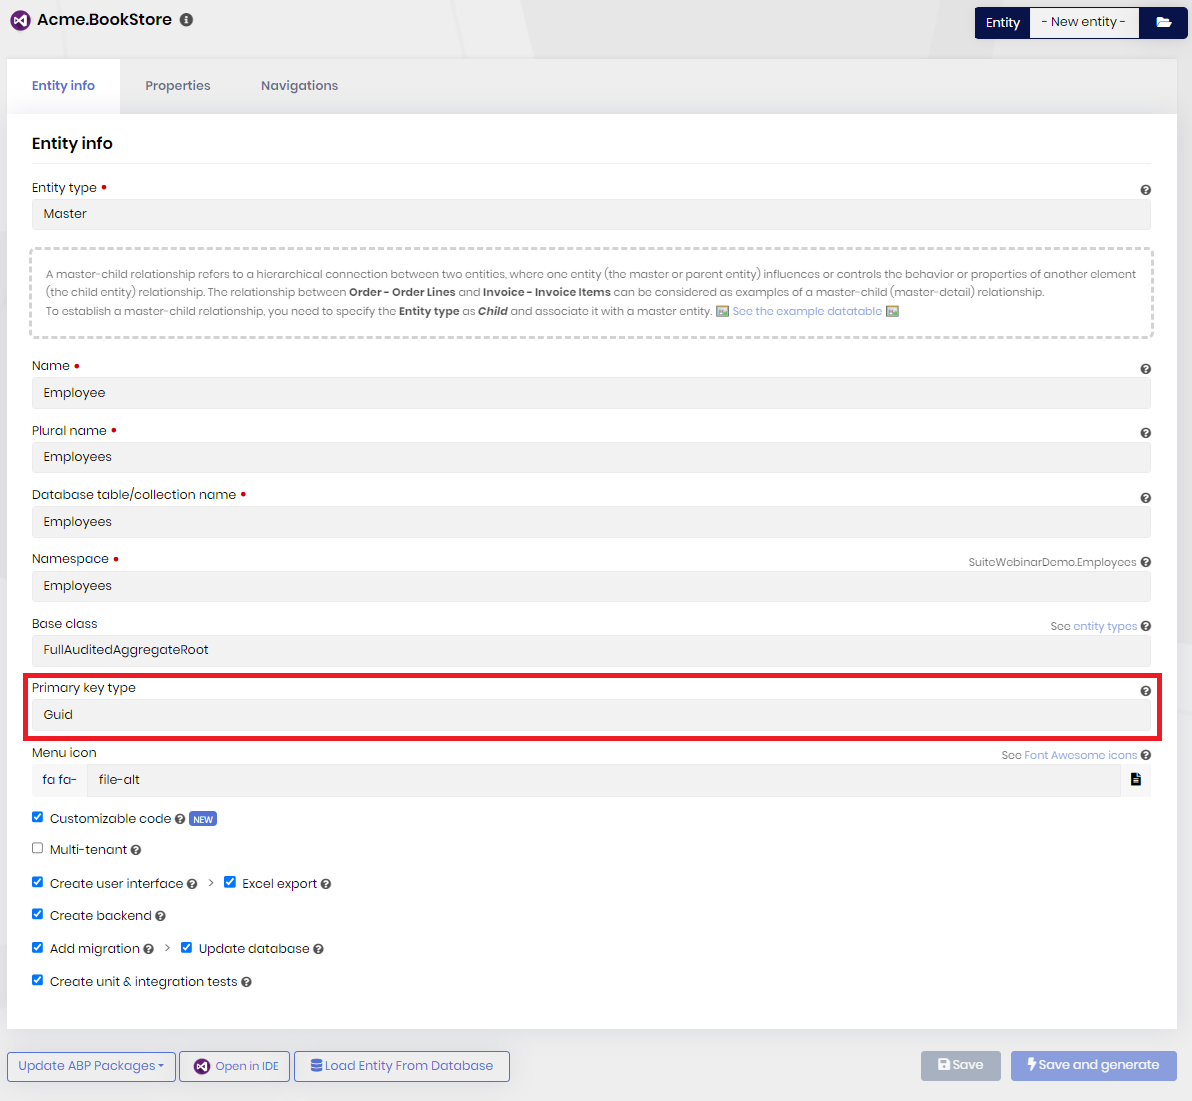 Acme.BookStore
Entity - New entity -
Entity info Properties Navigations
Entity info
Entity type
Master
A master-child relationship refers to a hierarchical connection between two entities, where one entity (the master or parent entity) influences or controls the behavior or properties of another element
(the child entity) relationship. The relationship between Order - Order Lines and Invoice - Invoice Items can be considered as examples of a master-child (master-detail) relationship.
To establish a master-child relationship, you need to specify the Entity type as Child and associate it with a master entity. See the example datatable
Name
Employee
Plural name
Employees
Database table/collection name
Employees
Namespace SuiteWebinarDemo.Employees
Employees
Base class See entity types
FullAuditedAggregateRoot
Primary key type
Guid
Menu icon See Font Awesome icons
fa fa- file-alt
Customizable code NEW
Multi-tenant
Create user interface > Excel export
Create backend
Add migration > Update database
Create unit & integration tests
Update ABP Packages Open in IDE Load Entity From Database Save Save and generate